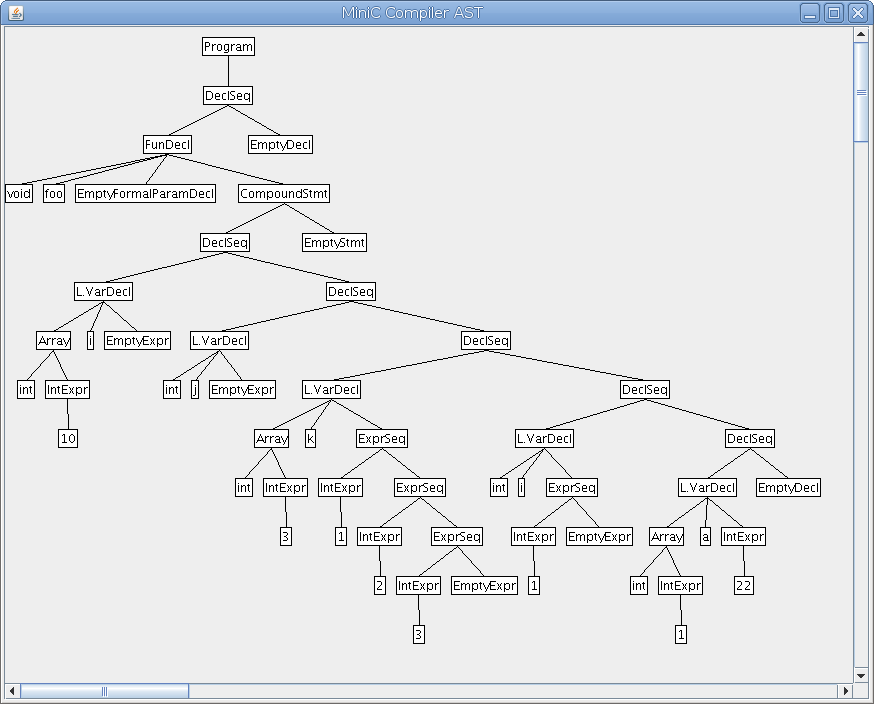 MiniC Compiler AST
Program
DeclSeq
FunDecl EmptyDecl
void foo EmptyFormalParamDecl CompoundStmt
DeclSeq EmptyStmt
L.VarDecl DeclSeq
Array i EmptyExpr L.VarDecl DeclSeq
int IntExpr int j EmptyExpr L.VarDecl DeclSeq
10 Array k ExprSeq L.VarDecl DeclSeq
int IntExpr IntExpr ExprSeq int i ExprSeq L.VarDecl EmptyDecl
3 1 IntExpr ExprSeq IntExpr EmptyExpr Array a IntExpr
2 IntExpr EmptyExpr 1 int IntExpr 22
3 1